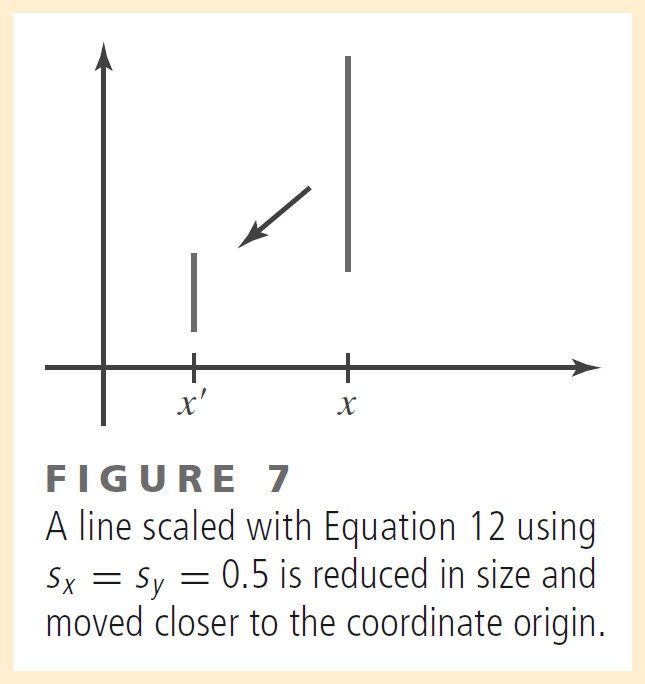 x′ x
FIGURE 7
A line scaled with Equation 12 using
sx = sy = 0.5 is reduced in size and
moved closer to the coordinate origin.